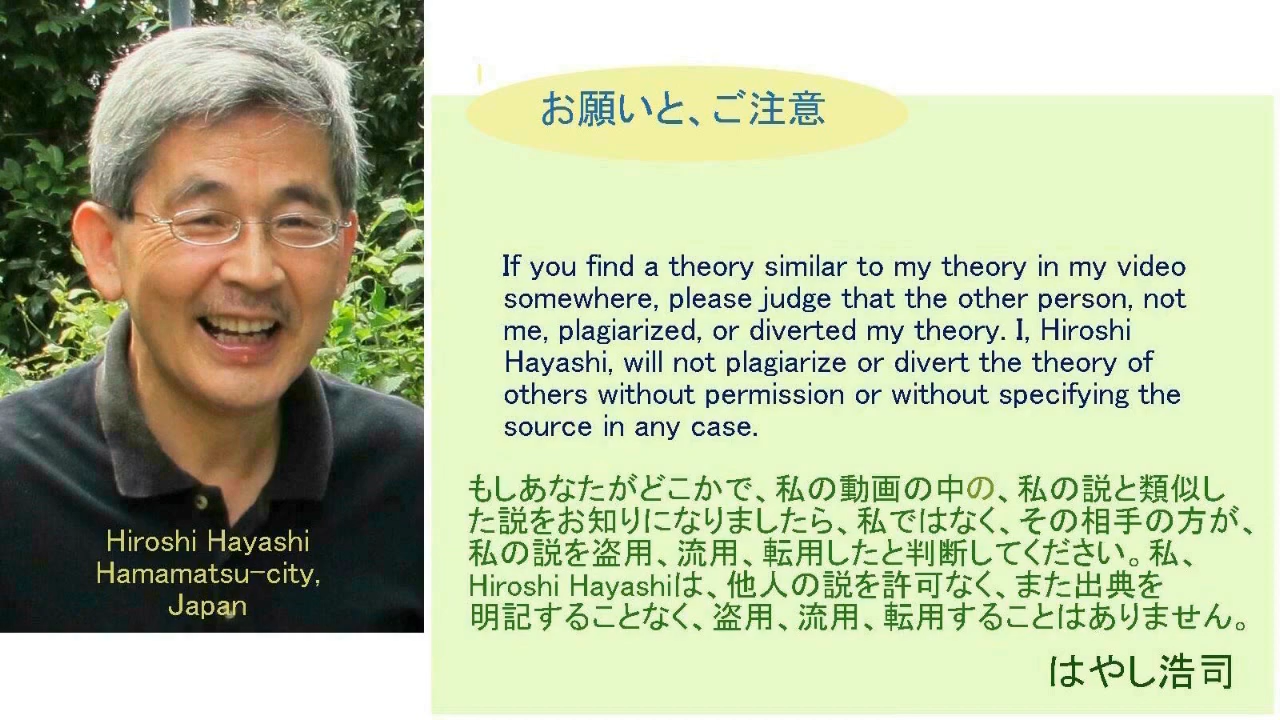 Hiroshi Hayashi
Hamamatsu-city,
Japan
お願いと、ご注意
If you find a theory similar to my theory in my video
somewhere, please judge that the other person, not
me, plagiarized, or diverted my theory. I, Hiroshi
Hayashi, will not plagiarize or divert the theory of
others without permission or without specifying the
source in any case.
もしあなたがどこかで、私の動画の中の、私の説と類似し
た説をお知りになりましたら、私ではなく、その相手の方が、
私の説を盗用、流用、転用したと判断してください。私、
Hiroshi Hayashiは、他人の説を許可なく、また出典を
明記することなく、盗用、流用、転用することはありません。
はやし浩司